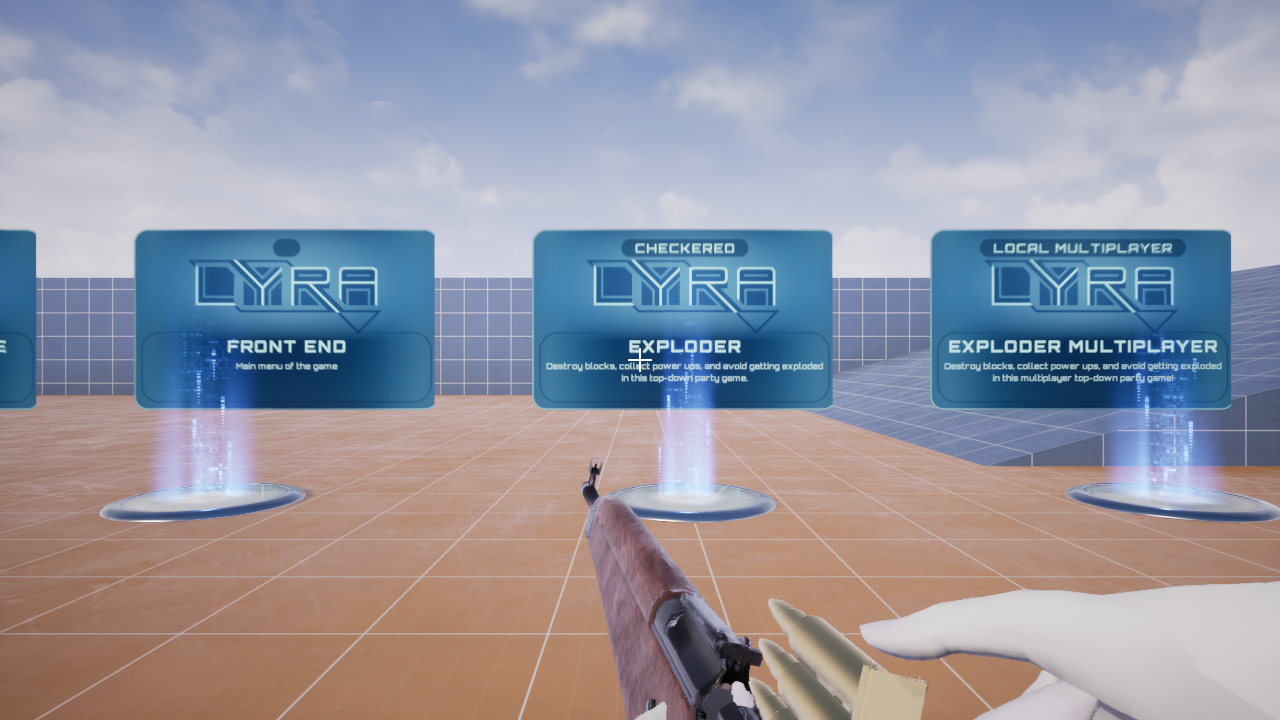 E
LYRA
FRONT END
Main menu of the game
CHECKERED
LYRA
EXPLODER
Destroy blocks, collect power ups, and avoid getting exploded
in this top-down party game.
LOCAL MULTIPLAYER
LYRA
EXPLODER MULTIPLAYER
Destroy blocks, collect power ups, and avoid getting exploded
in this multiplayer top-down party game!